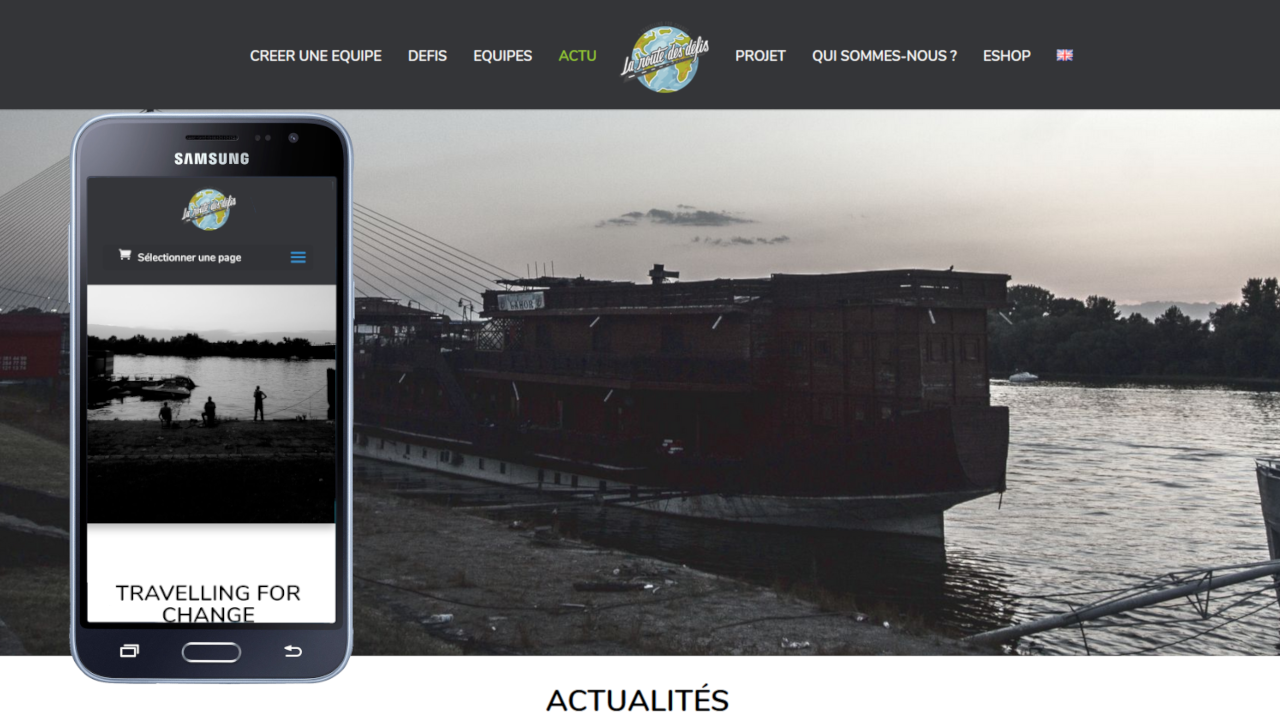 CREER UNE EQUIPE DEFIS EQUIPES ACTU La route des défis PROJET QUI SOMMES-NOUS ? ESHOP
SAMSUNG
La route des défis
Sélectionner une page
TRAVELLING FOR
CHANGE
ACTUALITÉS